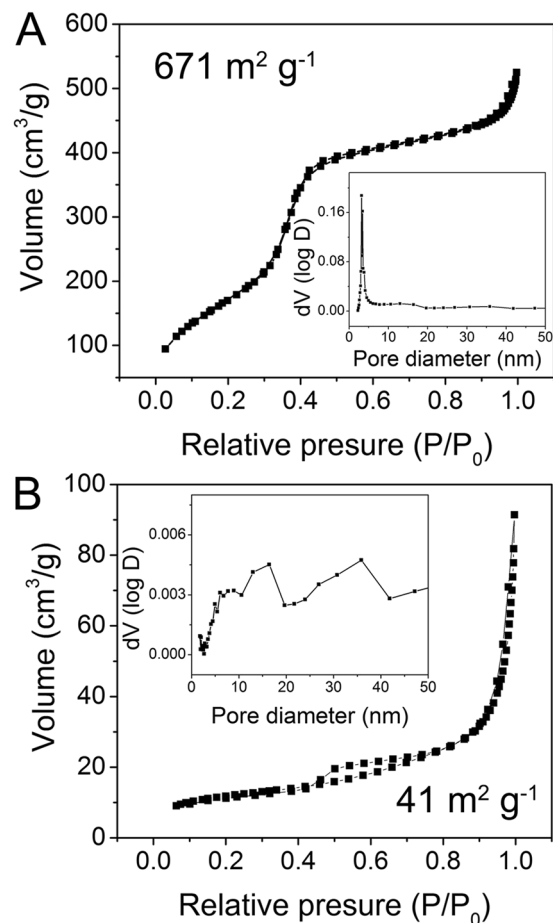 A
671 m² g⁻¹
Volume (cm³/g)
600
500
400
300
200
100
0.0 0.2 0.4 0.6 0.8 1.0
Relative presure (P/P₀)
dV (log D)
0.16
0.08
0.00
0 10 20 30 40 50
Pore diameter (nm)
B
41 m² g⁻¹
Volume (cm³/g)
100
80
60
40
20
0
0.0 0.2 0.4 0.6 0.8 1.0
Relative presure (P/P₀)
dV (log D)
0.006
0.003
0.000
0 10 20 30 40 50
Pore diameter (nm)